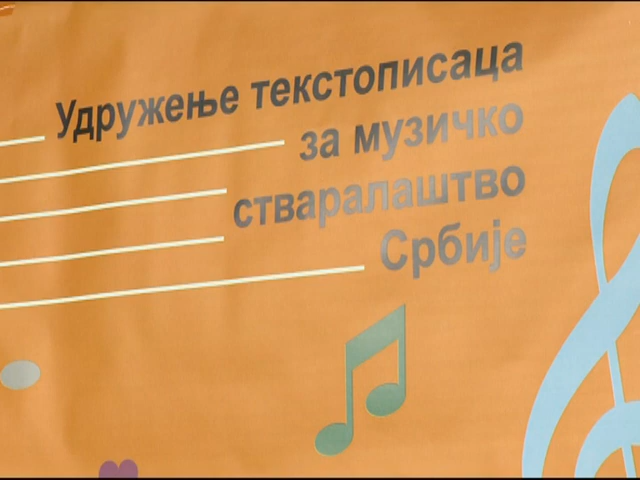 Удружење текстописаца
за музичко
стваралаштво
Србије